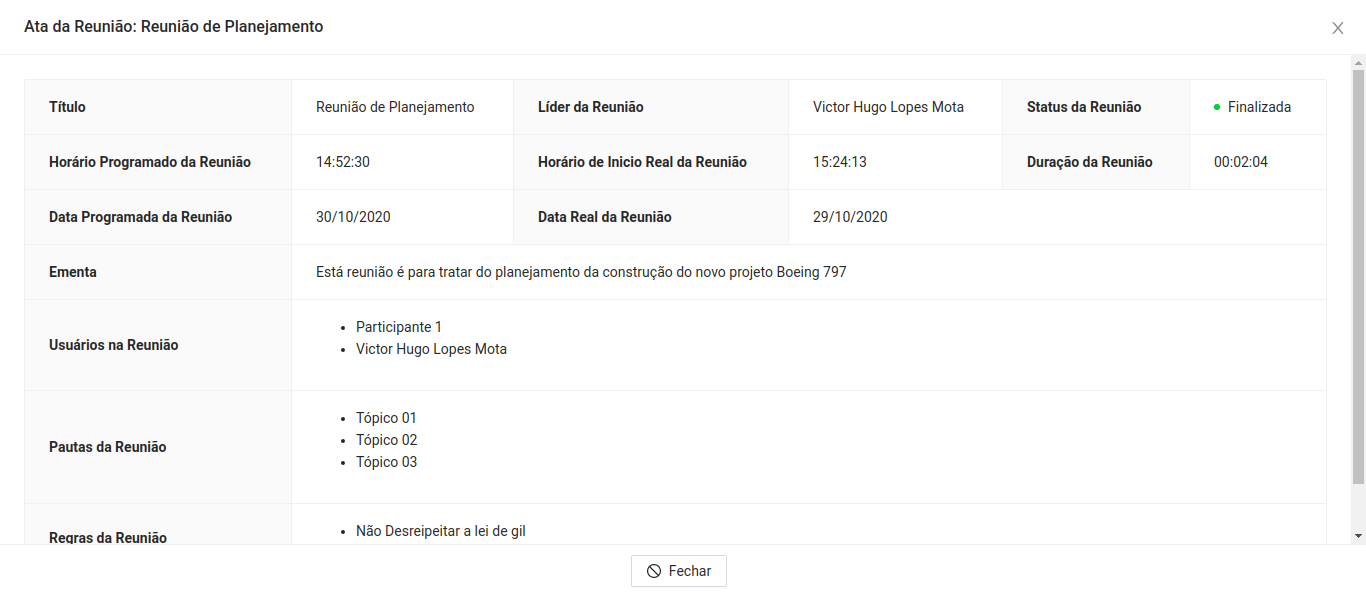 Ata da Reunião: Reunião de Planejamento
Título Reunião de Planejamento Líder da Reunião Victor Hugo Lopes Mota Status da Reunião Finalizada
Horário Programado da Reunião 14:52:30 Horário de Inicio Real da Reunião 15:24:13 Duração da Reunião 00:02:04
Data Programada da Reunião 30/10/2020 Data Real da Reunião 29/10/2020
Ementa Está reunião é para tratar do planejamento da construção do novo projeto Boeing 797
Usuários na Reunião
• Participante 1
• Victor Hugo Lopes Mota
Pautas da Reunião
• Tópico 01
• Tópico 02
• Tópico 03
Regras da Reunião
• Não Desreipeitar a lei de gil
Fechar